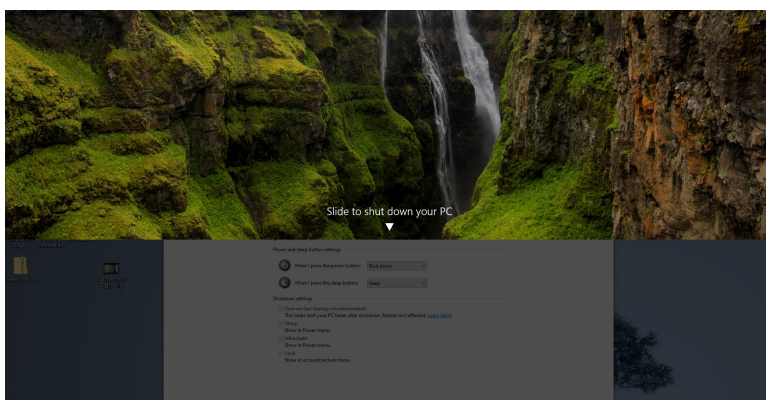 Slide to shut down your PC
Power and sleep button settings
When I press the power button: Shut down
When I press the sleep button: Sleep
Shutdown settings
Turn on fast startup (recommended)
This helps start your PC faster after shutdown. Restart isn't affected. Learn More
Sleep
Show in Power menu.
Hibernate
Show in Power menu.
Lock
Show in account picture menu.